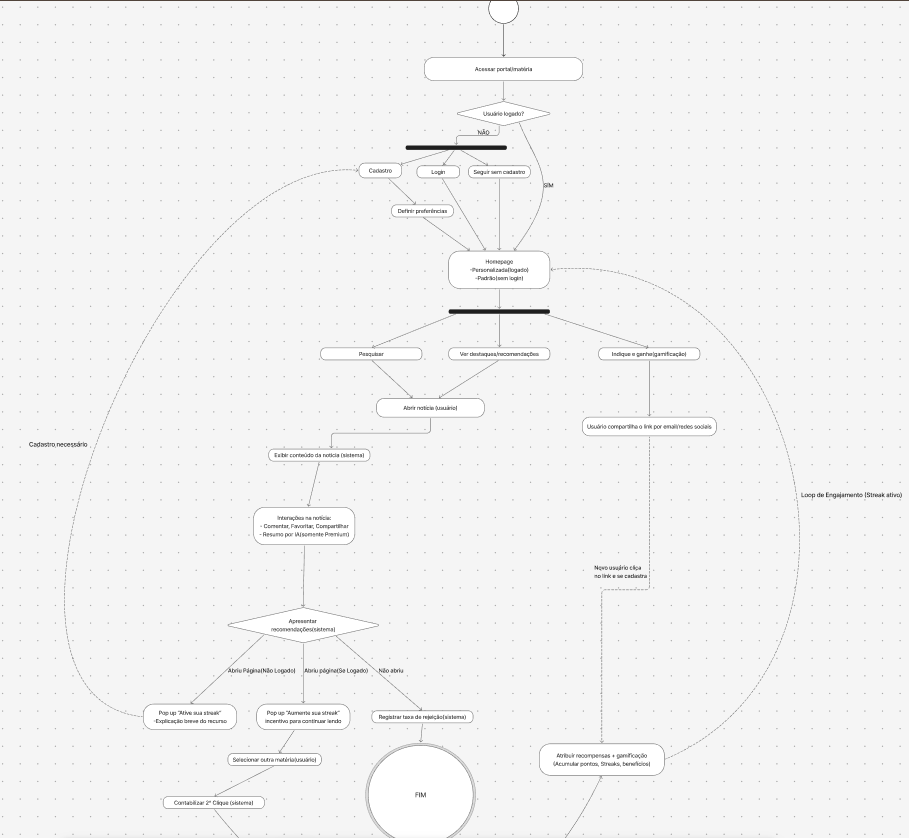 Acessar portal/matéria
Usuário logado?
NÃO
Cadastro
Login
Seguir sem cadastro
SIM
Definir preferências
Homepage
-Personalizada(logado)
-Padrão(sem login)
Pesquisar
Ver destaques/recomendações
Indique e ganhe(gamificação)
Abrir notícia (usuário)
Usuário compartilha o link por email/redes sociais
Cadastro necessário
Exibir conteúdo da notícia (sistema)
Loop de Engajamento (Streak ativo)
Interações na notícia:
- Comentar, Favoritar, Compartilhar
- Resumo por IA(somente Premium)
Novo usuário clica
no link e se cadastra
Apresentar
recomendações(sistema)
Abriu Página(Não Logado)
Abriu página(Se Logado)
Não abriu
Pop up "Ative sua streak"
-Explicação breve do recurso
Pop up "Aumente sua streak"
incentivo para continuar lendo
Registrar taxa de rejeição(sistema)
Selecionar outra matéria(usuário)
Atribuir recompensas + gamificação
(Acumular pontos, Streaks, benefícios)
FIM
Contabilizar 2º Clique (sistema)